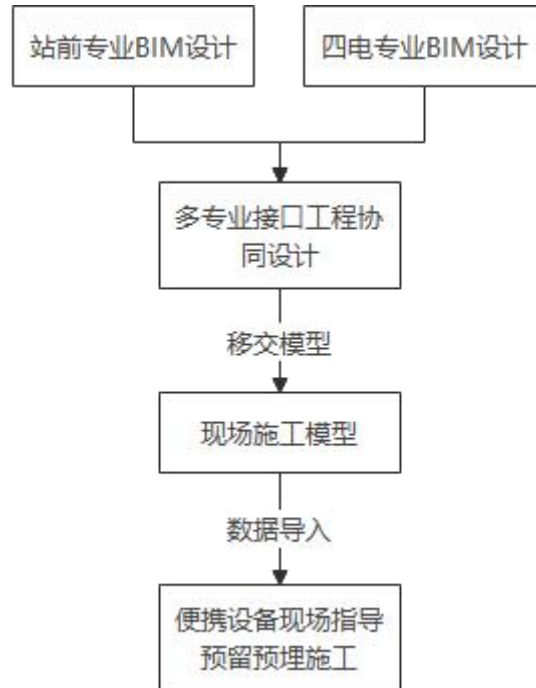 站前专业BIM设计
四电专业BIM设计
多专业接口工程协
同设计
移交模型
现场施工模型
数据导入
便携设备现场指导
预留预埋施工